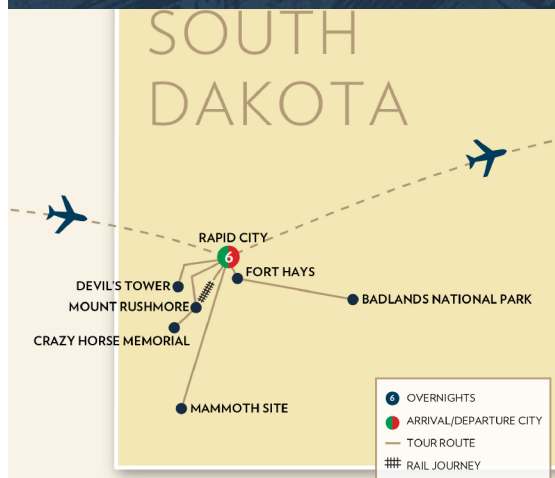 SOUTH
DAKOTA
RAPID CITY
6
FORT HAYS
DEVIL'S TOWER
BADLANDS NATIONAL PARK
MOUNT RUSHMORE
CRAZY HORSE MEMORIAL
MAMMOTH SITE
6 OVERNIGHTS
ARRIVAL/DEPARTURE CITY
TOUR ROUTE
RAIL JOURNEY